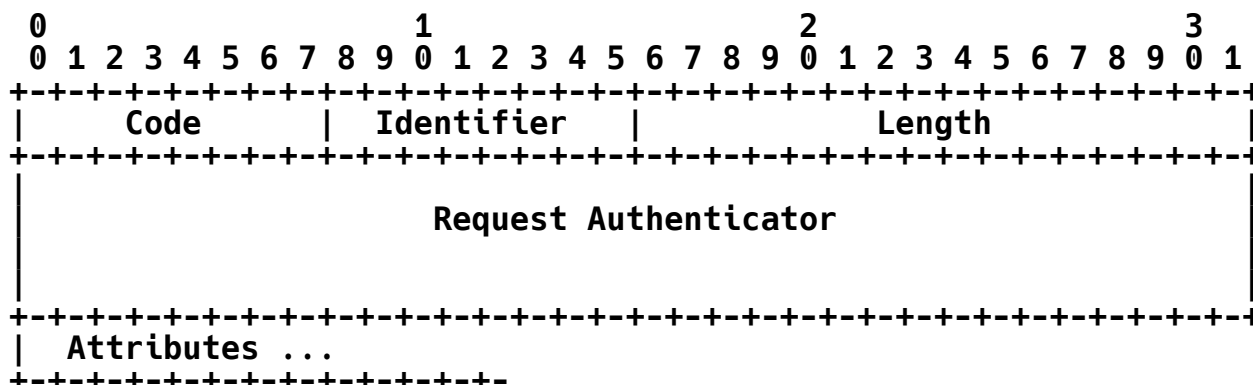 0                   1                   2                   3
 0 1 2 3 4 5 6 7 8 9 0 1 2 3 4 5 6 7 8 9 0 1 2 3 4 5 6 7 8 9 0 1
+-+-+-+-+-+-+-+-+-+-+-+-+-+-+-+-+-+-+-+-+-+-+-+-+-+-+-+-+-+-+-+-+
|     Code      |  Identifier   |            Length             |
+-+-+-+-+-+-+-+-+-+-+-+-+-+-+-+-+-+-+-+-+-+-+-+-+-+-+-+-+-+-+-+-+
|                                                               |
|                     Request Authenticator                     |
|                                                               |
|                                                               |
+-+-+-+-+-+-+-+-+-+-+-+-+-+-+-+-+-+-+-+-+-+-+-+-+-+-+-+-+-+-+-+-+
|  Attributes ...
+-+-+-+-+-+-+-+-+-+-+-+-+-